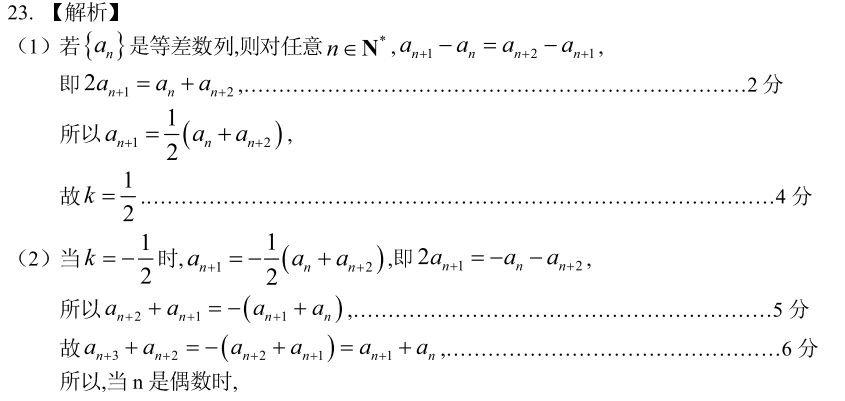 23. 【解析】
（1）若{aₙ}是等差数列,则对任意 n∈N*,aₙ₊₁－aₙ＝aₙ₊₂－aₙ₊₁,
即2aₙ₊₁＝aₙ＋aₙ₊₂,……………………………………………………………2 分
所以aₙ₊₁＝1/2(aₙ＋aₙ₊₂),
故k＝1/2……………………………………………………………………………4 分
（2）当k＝－1/2时,aₙ₊₁＝－1/2(aₙ＋aₙ₊₂),即2aₙ₊₁＝－aₙ－aₙ₊₂,
所以aₙ₊₂＋aₙ₊₁＝－(aₙ₊₁＋aₙ),…………………………………………………5 分
故aₙ₊₃＋aₙ₊₂＝－(aₙ₊₂＋aₙ₊₁)＝aₙ₊₁＋aₙ,………………………………………6 分
所以,当 n 是偶数时,